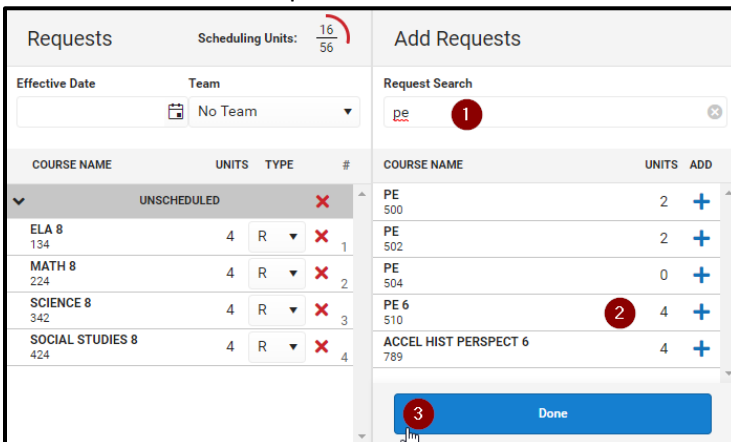 Requests
Scheduling Units: 16
56
Effective Date Team
No Team
COURSE NAME UNITS TYPE #
UNSCHEDULED
ELA 8
134
4 R 1
MATH 8
224
4 R 2
SCIENCE 8
342
4 R 3
SOCIAL STUDIES 8
424
4 R 4
Add Requests
Request Search
pe 1
COURSE NAME UNITS ADD
PE
500
2
PE
502
2
PE
504
0
PE 6
510
2 4
ACCEL HIST PERSPECT 6
789
4
3 Done